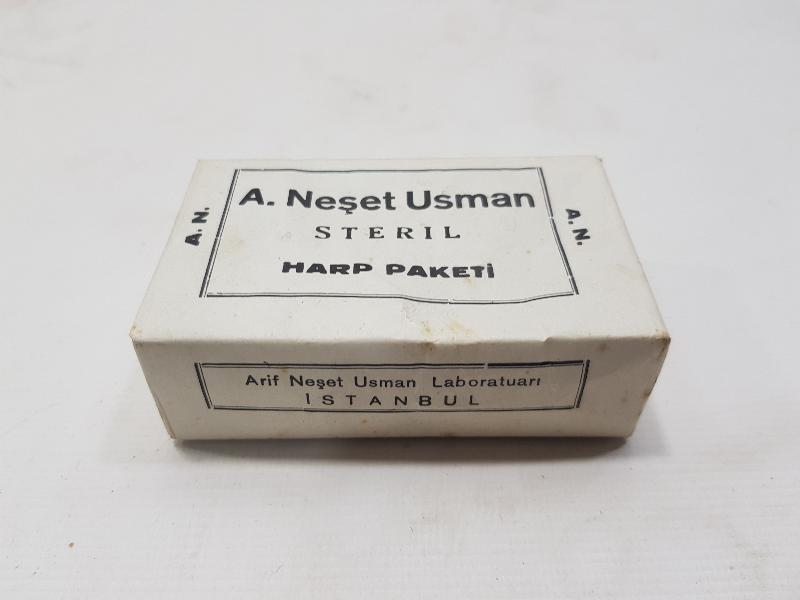 A. Neşet Usman
STERIL
HARP PAKETİ
A. N.
A. N.
Arif Neşet Usman Laboratuarı
İSTANBUL